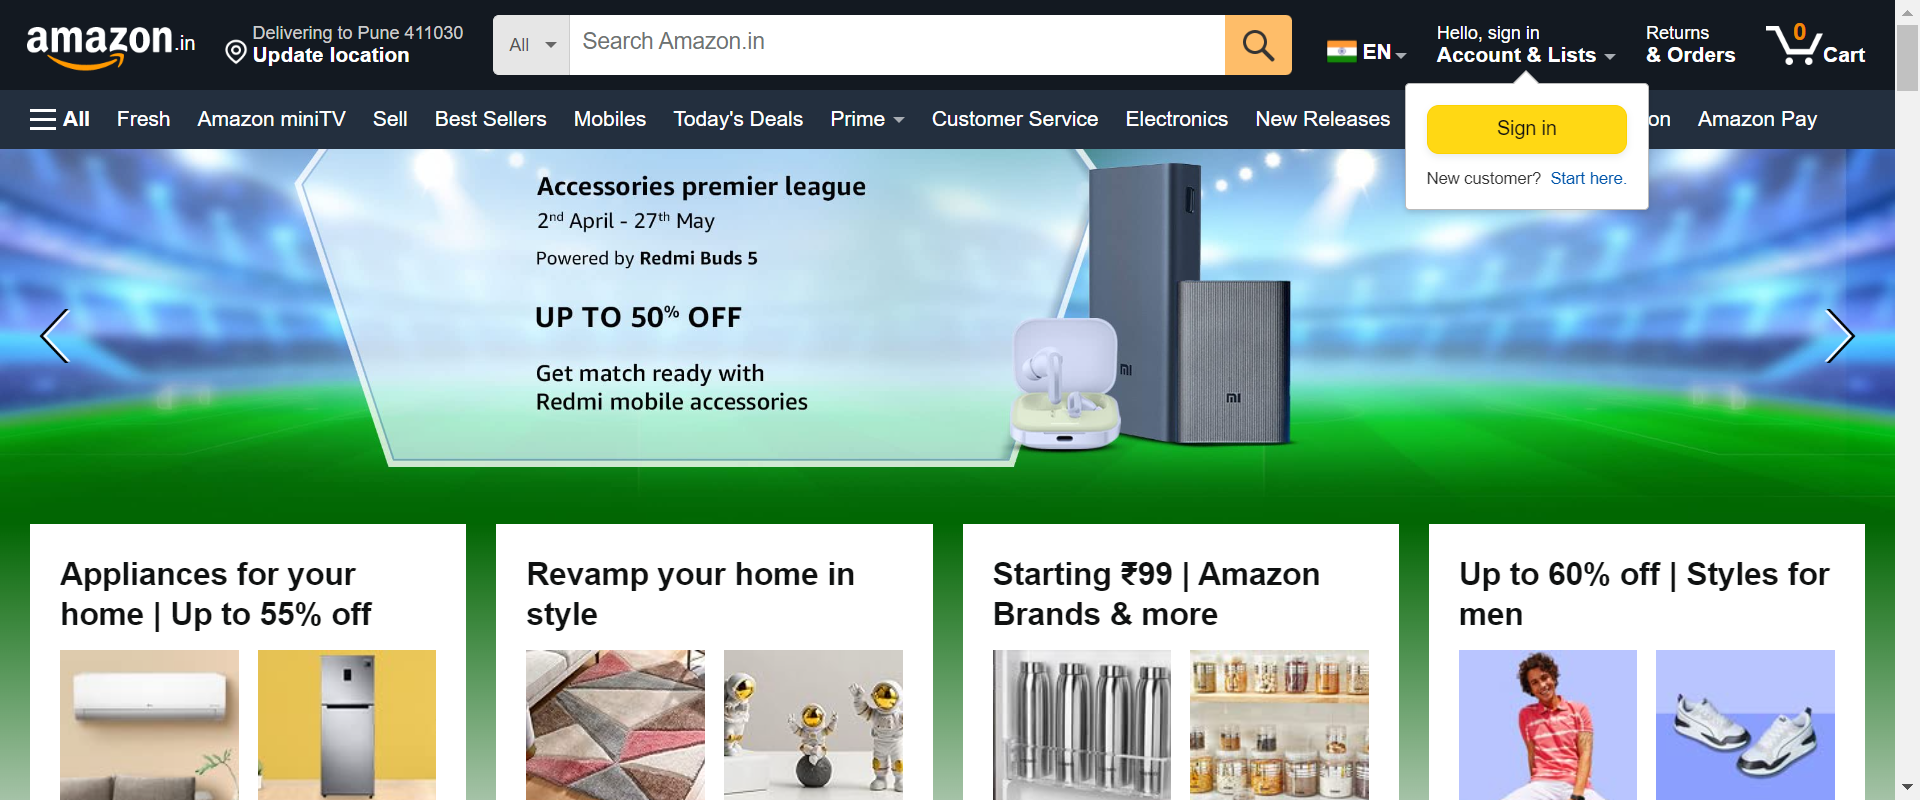 amazon.in
Delivering to Pune 411030
Update location
All
Search Amazon.in
EN
Hello, sign in
Account & Lists
Returns
& Orders
0
Cart
All
Fresh
Amazon miniTV
Sell
Best Sellers
Mobiles
Today's Deals
Prime
Customer Service
Electronics
New Releases
on
Amazon Pay
Sign in
New customer? Start here.
Accessories premier league
2nd April - 27th May
Powered by Redmi Buds 5
UP TO 50% OFF
Get match ready with
Redmi mobile accessories
mi
mi
Appliances for your
home | Up to 55% off
Revamp your home in
style
Starting ₹99 | Amazon
Brands & more
Up to 60% off | Styles for
men